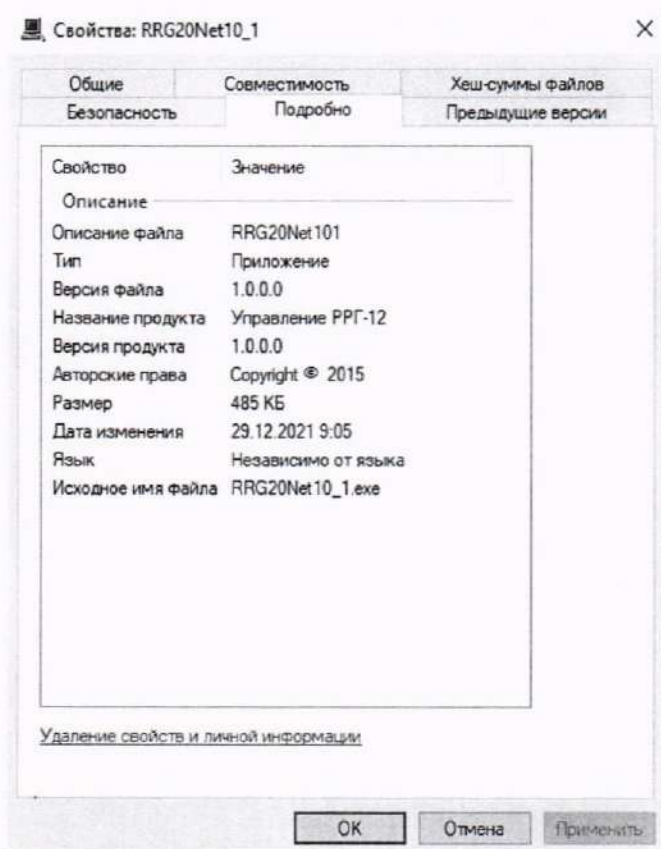 Свойства: RRG20Net10_1
Общие Совместимость Хеш-суммы файлов
Безопасность Подробно Предыдущие версии
Свойство Значение
Описание
Описание файла RRG20Net101
Тип Приложение
Версия файла 1.0.0.0
Название продукта Управление РРГ-12
Версия продукта 1.0.0.0
Авторские права Copyright © 2015
Размер 485 КБ
Дата изменения 29.12.2021 9:05
Язык Независимо от языка
Исходное имя файла RRG20Net10_1.exe
Удаление свойств и личной информации
ОК Отмена Применить